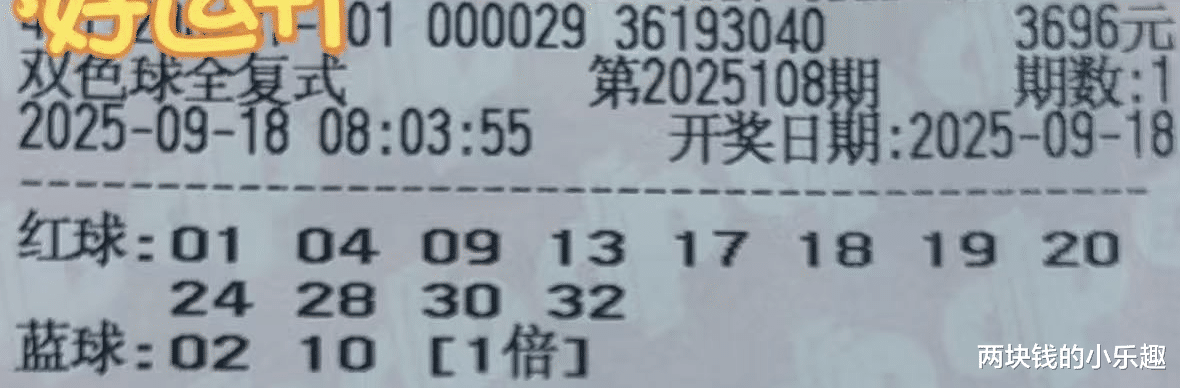 好运
01 000029 36193040 3696元
双色球全复式 第2025108期 期数:1
2025-09-18 08:03:55 开奖日期:2025-09-18
红球:01 04 09 13 17 18 19 20
24 28 30 32
蓝球:02 10 [1倍]
两块钱的小乐趣